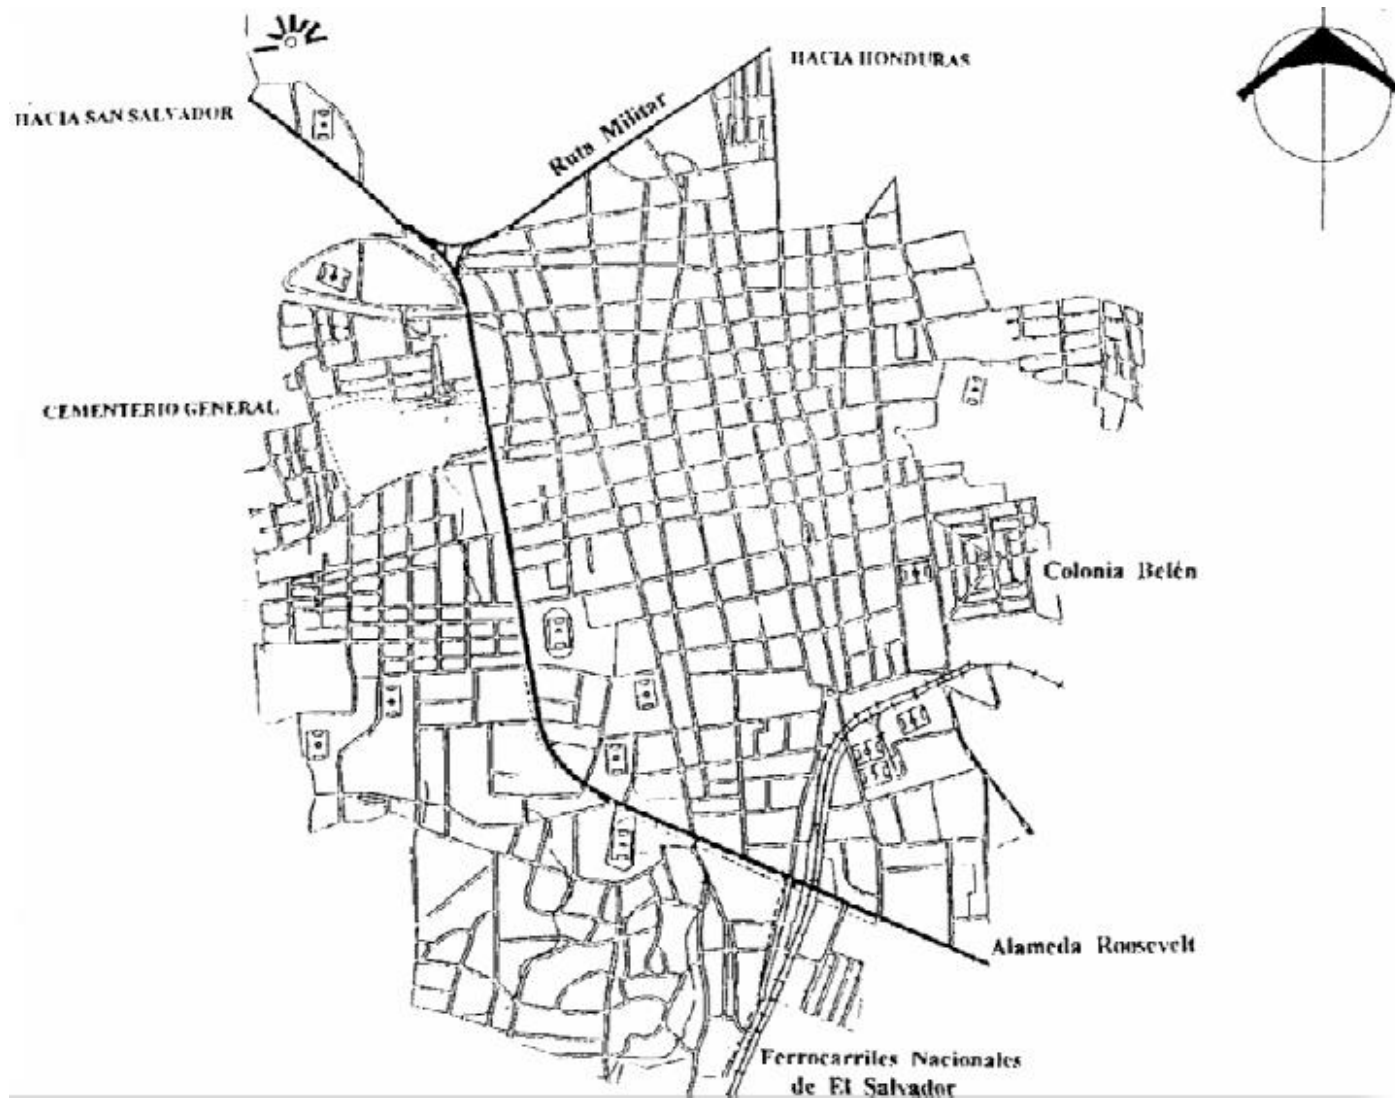 HACIA HONDURAS
Ruta Militar
HACIA SAN SALVADOR
CEMENTERIO GENERAL
Colonia Belén
Alameda Roosevelt
Ferrocarriles Nacionales
de El Salvador